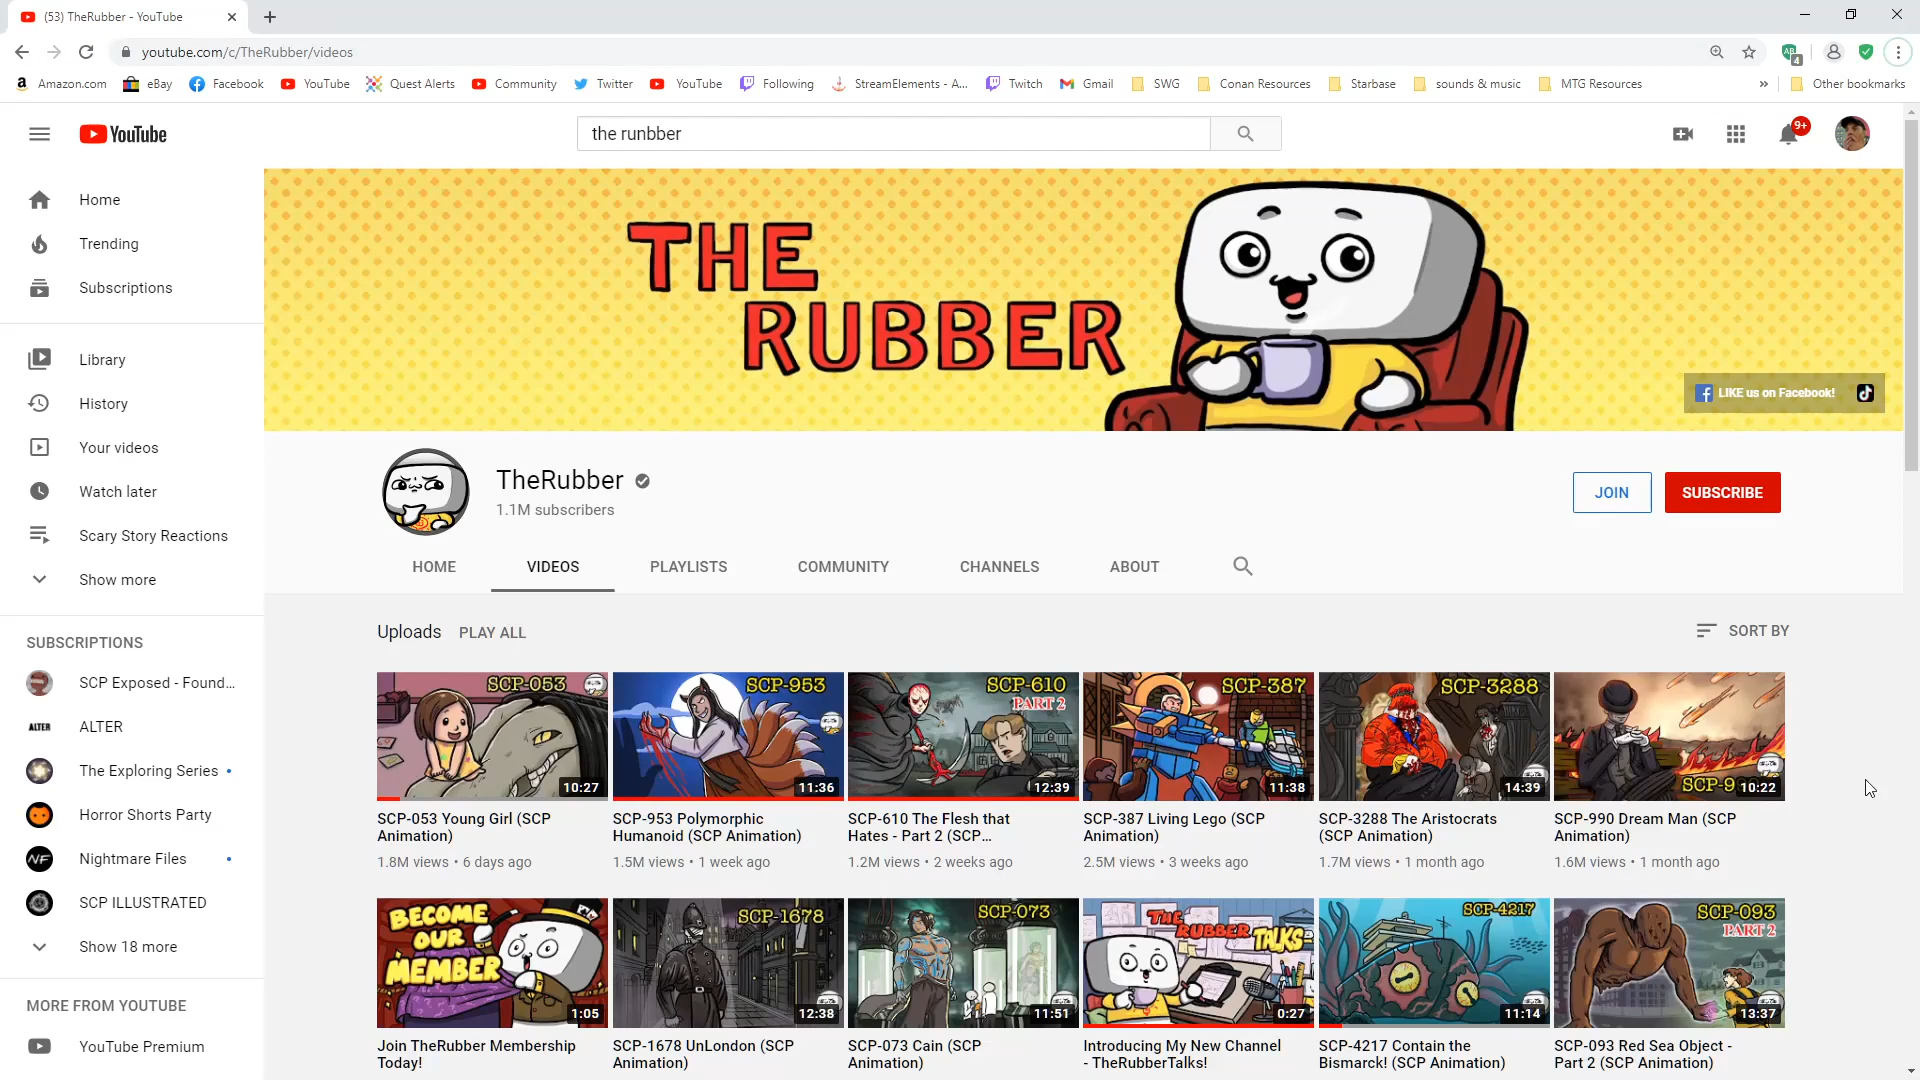 (53) TheRubber - YouTube
youtube.com/c/TheRubber/videos
4
Amazon.com eBay Facebook YouTube Quest Alerts Community Twitter YouTube Following StreamElements - A... Twitch Gmail SWG Conan Resources Starbase sounds & music MTG Resources » Other bookmarks
YouTube
the runbber
9+
Home
Trending
Subscriptions
Library
History
Your videos
Watch later
Scary Story Reactions
Show more
SUBSCRIPTIONS
SCP Exposed - Found...
ALTER ALTER
The Exploring Series
Horror Shorts Party
NF Nightmare Files
SCP ILLUSTRATED
Show 18 more
MORE FROM YOUTUBE
YouTube Premium
THE
RUBBER
LIKE us on Facebook!
TheRubber
1.1M subscribers
JOIN SUBSCRIBE
HOME VIDEOS PLAYLISTS COMMUNITY CHANNELS ABOUT
Uploads PLAY ALL SORT BY
SCP-053
10:27
SCP-053 Young Girl (SCP
Animation)
1.8M views • 6 days ago
SCP-953
11:36
SCP-953 Polymorphic
Humanoid (SCP Animation)
1.5M views • 1 week ago
SCP-610
PART 2
12:39
SCP-610 The Flesh that
Hates - Part 2 (SCP...
1.2M views • 2 weeks ago
SCP-387
11:38
SCP-387 Living Lego (SCP
Animation)
2.5M views • 3 weeks ago
SCP-3288
14:39
SCP-3288 The Aristocrats
(SCP Animation)
1.7M views • 1 month ago
SCP-9
10:22
SCP-990 Dream Man (SCP
Animation)
1.6M views • 1 month ago
BECOME
OUR
MEMBER
1:05
Join TheRubber Membership
Today!
SCP-1678
12:38
SCP-1678 UnLondon (SCP
Animation)
SCP-073
11:51
SCP-073 Cain (SCP
Animation)
THE
RUBBER
TALKS
0:27
Introducing My New Channel
- TheRubberTalks!
SCP-4217
11:14
SCP-4217 Contain the
Bismarck! (SCP Animation)
SCP-093
PART 2
13:37
SCP-093 Red Sea Object -
Part 2 (SCP Animation)